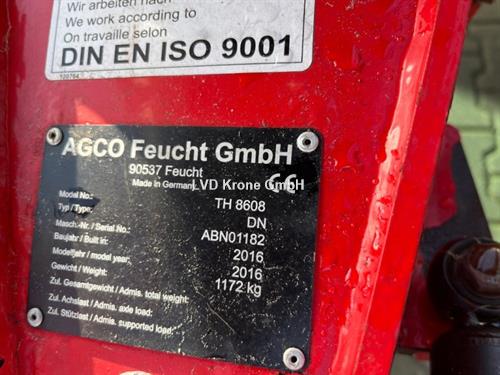 Wir arbeiten nach
We work according to
On travaille selon
DIN EN ISO 9001
AGCO Feucht GmbH
90537 Feucht
Made in Germany CE
LVD Krone GmbH
Model No.: TH 8608
Typ / Type: DN
Masch.-Nr / Serial No.: ABN01182
Baujahr / Built in: 2016
Modelljahr / model year: 2016
Gewicht / Weight: 1172 kg
Zul. Gesamtgewicht / Admis. total weight:
Zul. Achslast / Admis. axle load:
Zul. Stützlast / Admis. supported load: